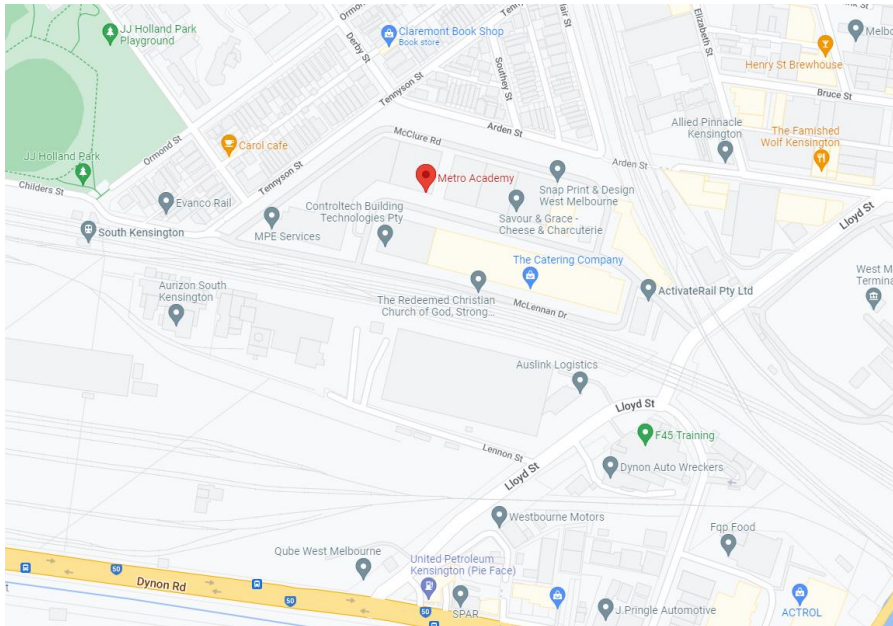 JJ Holland Park
Playground
Ormond
Derby St
Claremont Book Shop
Book store
Tennyson
lair St
Elizabeth St
Melbo
Henry St Brewhouse
Bruce St
Southey St
Tennyson St
Allied Pinnacle
Kensington
The Famished
Wolf Kensington
McClure Rd
Arden St
Arden St
Ormond St
Carol cafe
JJ Holland Park
Childers St
Tennyson St
Metro Academy
Snap Print & Design
West Melbourne
Evanco Rail
Controltech Building
Technologies Pty
Savour & Grace -
Cheese & Charcuterie
Lloyd St
South Kensington
MPE Services
The Catering Company
ActivateRail Pty Ltd
West M
Termina
Aurizon South
Kensington
The Redeemed Christian
Church of God, Strong...
McLennan Dr
Auslink Logistics
Lloyd St
F45 Training
Lennon St
Lloyd St
Dynon Auto Wreckers
Westbourne Motors
Fqp Food
Qube West Melbourne
United Petroleum
Kensington (Pie Face)
50
Dynon Rd
50
50
SPAR
J.Pringle Automotive
ACTROL